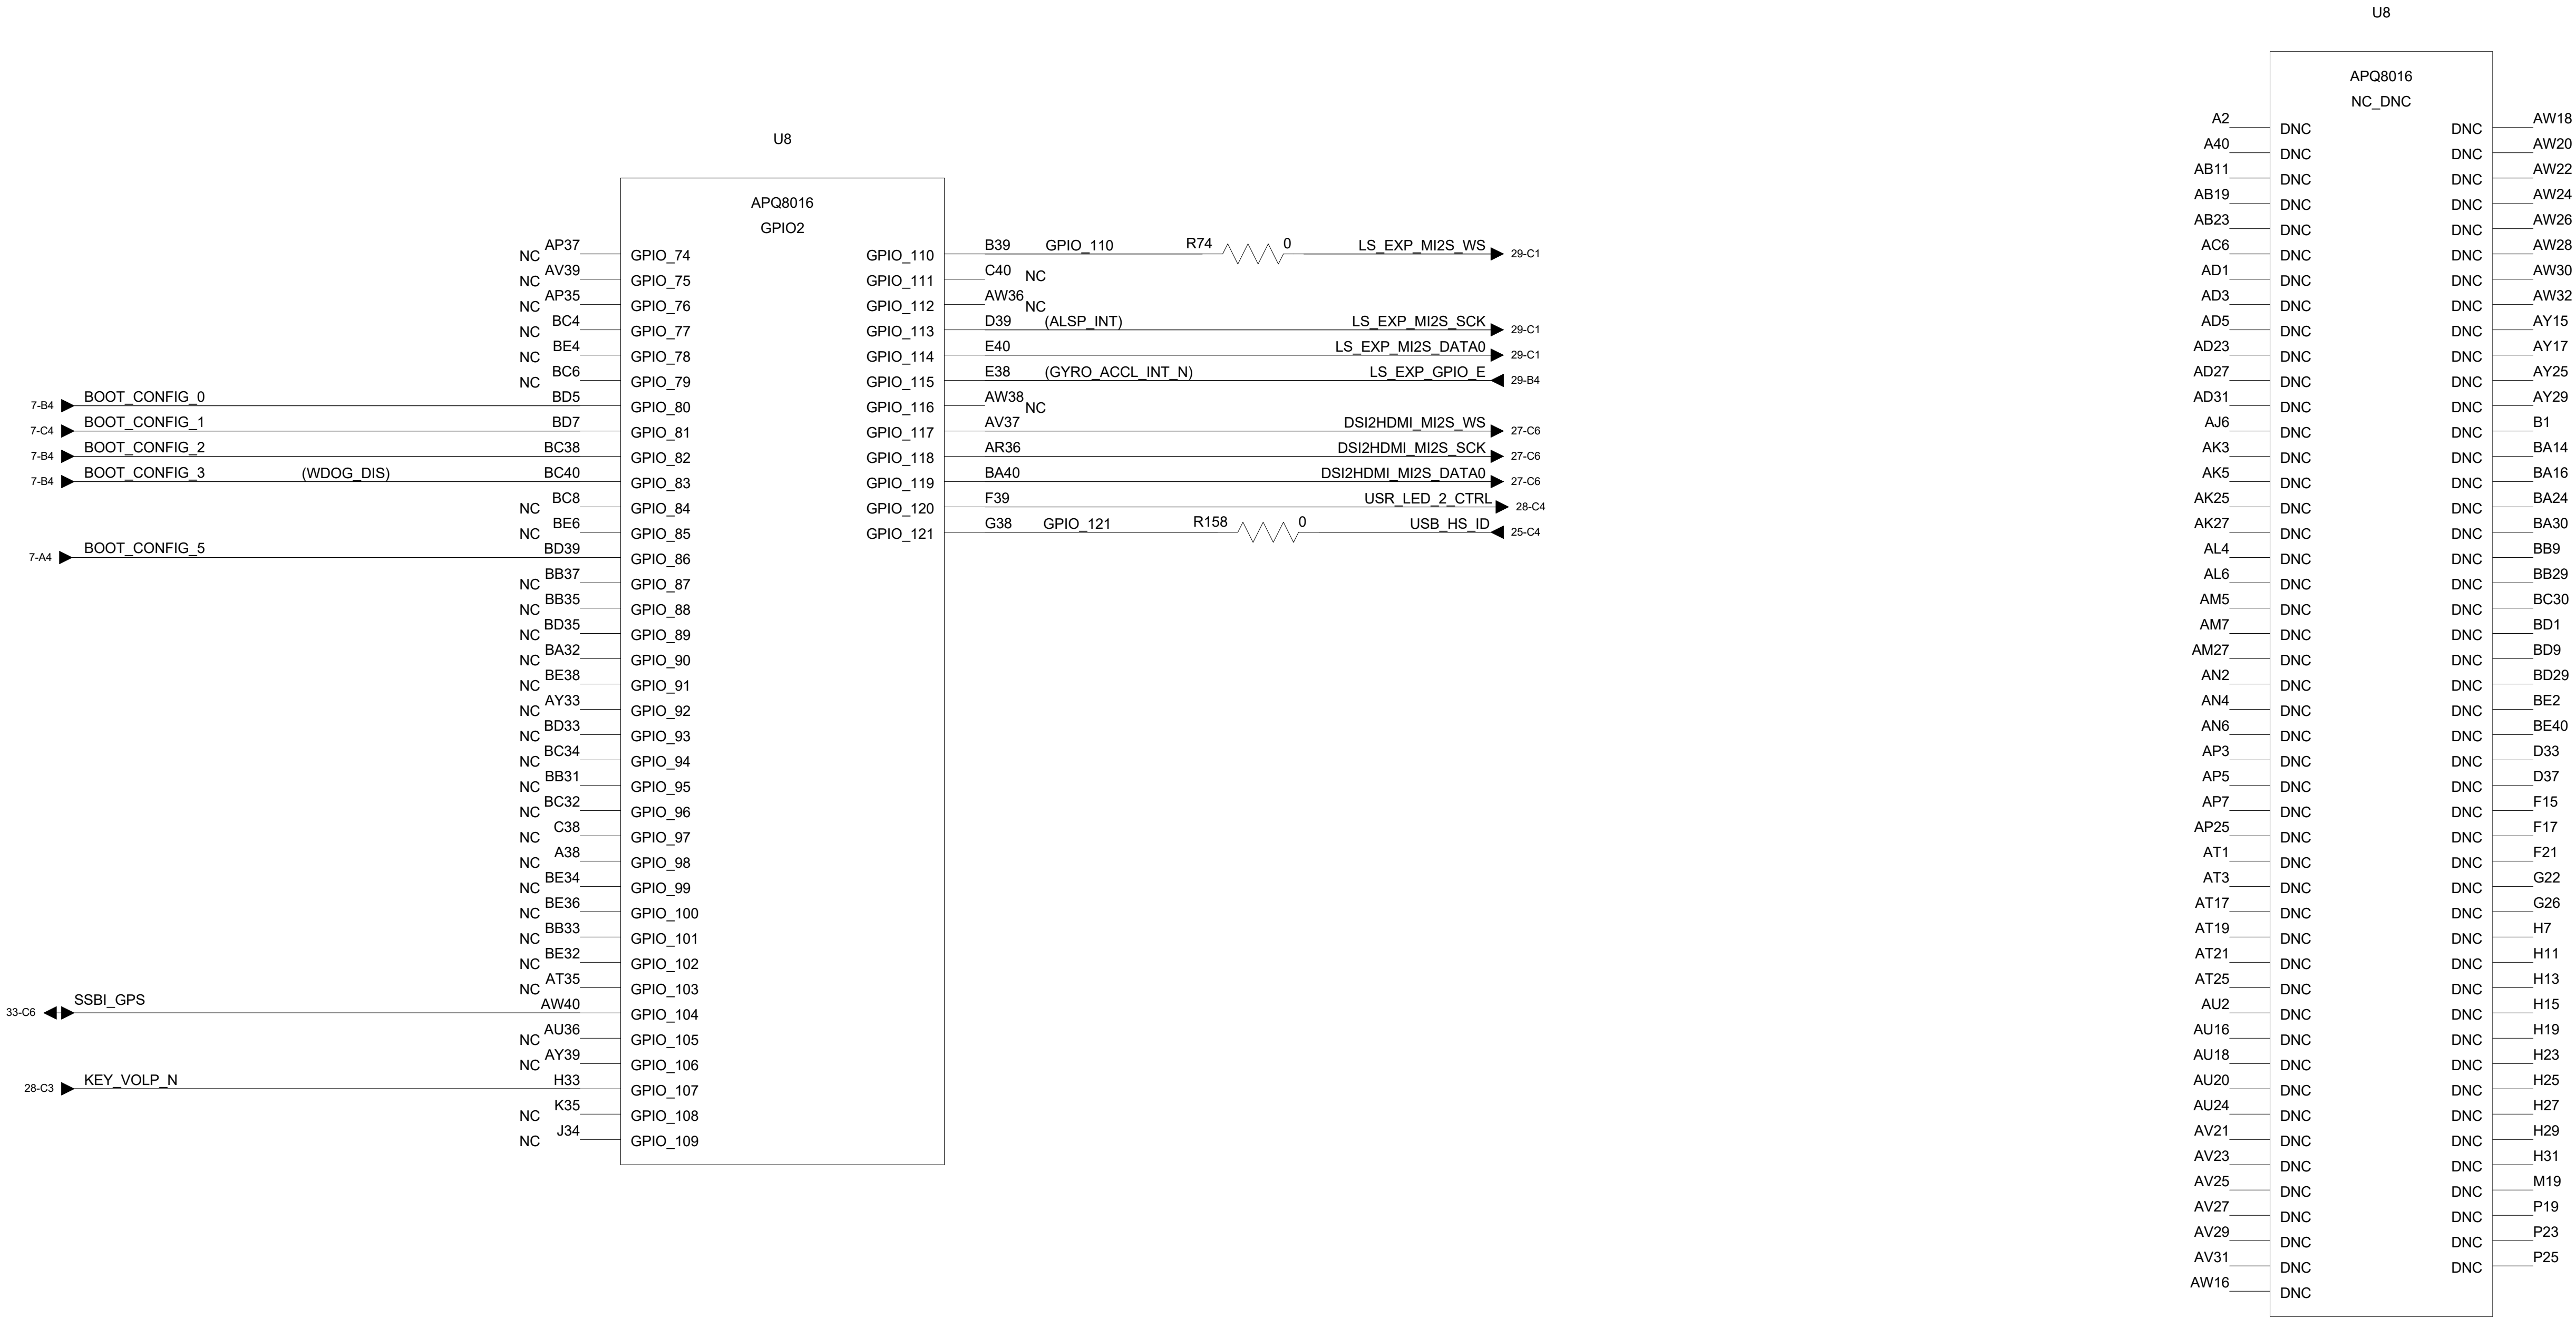 U8
APQ8016
GPIO2
NC AP37 GPIO_74 GPIO_110 B39 GPIO_110 R74 0 LS_EXP_MI2S_WS 29-C1
NC AV39 GPIO_75 GPIO_111 C40 NC
NC AP35 GPIO_76 GPIO_112 AW36 NC
NC BC4 GPIO_77 GPIO_113 D39 (ALSP_INT) LS_EXP_MI2S_SCK 29-C1
NC BE4 GPIO_78 GPIO_114 E40 LS_EXP_MI2S_DATA0 29-C1
NC BC6 GPIO_79 GPIO_115 E38 (GYRO_ACCL_INT_N) LS_EXP_GPIO_E 29-B4
7-B4 BOOT_CONFIG_0 BD5 GPIO_80 GPIO_116 AW38 NC
7-C4 BOOT_CONFIG_1 BD7 GPIO_81 GPIO_117 AV37 DSI2HDMI_MI2S_WS 27-C6
7-B4 BOOT_CONFIG_2 BC38 GPIO_82 GPIO_118 AR36 DSI2HDMI_MI2S_SCK 27-C6
7-B4 BOOT_CONFIG_3 (WDOG_DIS) BC40 GPIO_83 GPIO_119 BA40 DSI2HDMI_MI2S_DATA0 27-C6
NC BC8 GPIO_84 GPIO_120 F39 USR_LED_2_CTRL 28-C4
NC BE6 GPIO_85 GPIO_121 G38 GPIO_121 R158 0 USB_HS_ID 25-C4
7-A4 BOOT_CONFIG_5 BD39 GPIO_86
NC BB37 GPIO_87
NC BB35 GPIO_88
NC BD35 GPIO_89
NC BA32 GPIO_90
NC BE38 GPIO_91
NC AY33 GPIO_92
NC BD33 GPIO_93
NC BC34 GPIO_94
NC BB31 GPIO_95
NC BC32 GPIO_96
NC C38 GPIO_97
NC A38 GPIO_98
NC BE34 GPIO_99
NC BE36 GPIO_100
NC BB33 GPIO_101
NC BE32 GPIO_102
NC AT35 GPIO_103
33-C6 SSBI_GPS AW40 GPIO_104
NC AU36 GPIO_105
NC AY39 GPIO_106
28-C3 KEY_VOLP_N H33 GPIO_107
NC K35 GPIO_108
NC J34 GPIO_109
U8
APQ8016
NC_DNC
A2 DNC DNC AW18
A40 DNC DNC AW20
AB11 DNC DNC AW22
AB19 DNC DNC AW24
AB23 DNC DNC AW26
AC6 DNC DNC AW28
AD1 DNC DNC AW30
AD3 DNC DNC AW32
AD5 DNC DNC AY15
AD23 DNC DNC AY17
AD27 DNC DNC AY25
AD31 DNC DNC AY29
AJ6 DNC DNC B1
AK3 DNC DNC BA14
AK5 DNC DNC BA16
AK25 DNC DNC BA24
AK27 DNC DNC BA30
AL4 DNC DNC BB9
AL6 DNC DNC BB29
AM5 DNC DNC BC30
AM7 DNC DNC BD1
AM27 DNC DNC BD9
AN2 DNC DNC BD29
AN4 DNC DNC BE2
AN6 DNC DNC BE40
AP3 DNC DNC D33
AP5 DNC DNC D37
AP7 DNC DNC F15
AP25 DNC DNC F17
AT1 DNC DNC F21
AT3 DNC DNC G22
AT17 DNC DNC G26
AT19 DNC DNC H7
AT21 DNC DNC H11
AT25 DNC DNC H13
AU2 DNC DNC H15
AU16 DNC DNC H19
AU18 DNC DNC H23
AU20 DNC DNC H25
AU24 DNC DNC H27
AV21 DNC DNC H29
AV23 DNC DNC H31
AV25 DNC DNC M19
AV27 DNC DNC P19
AV29 DNC DNC P23
AV31 DNC DNC P25
AW16 DNC